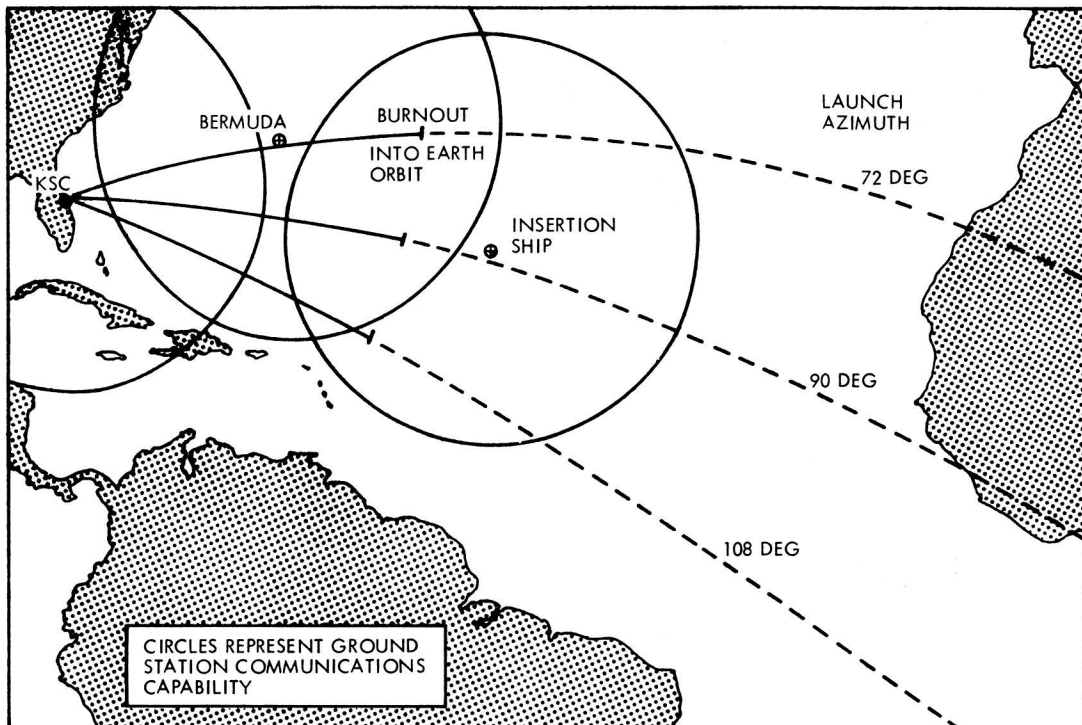 LAUNCH
AZIMUTH
BERMUDA
BURNOUT
INTO EARTH
ORBIT
KSC
72 DEG
INSERTION
SHIP
90 DEG
108 DEG
CIRCLES REPRESENT GROUND
STATION COMMUNICATIONS
CAPABILITY